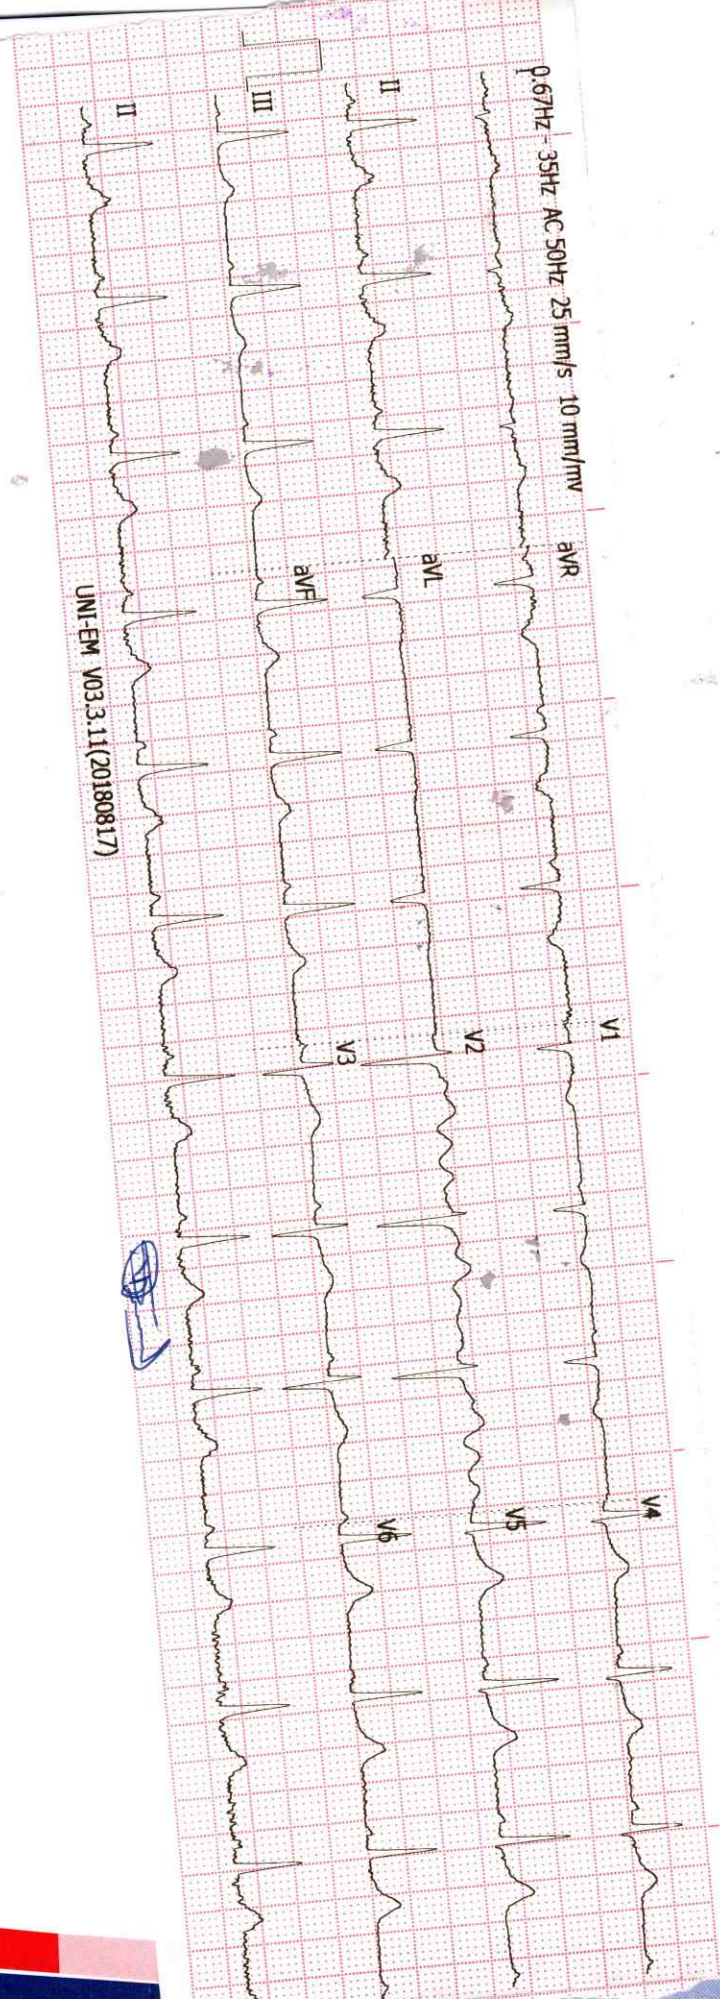 0.67Hz - 35Hz AC 50Hz 25 mm/s 10 mm/mv
I
aVR
V1
V4
II
aVL
V2
V5
III
aVF
V3
V6
II
UNI-EM V03.3.11(20180817)